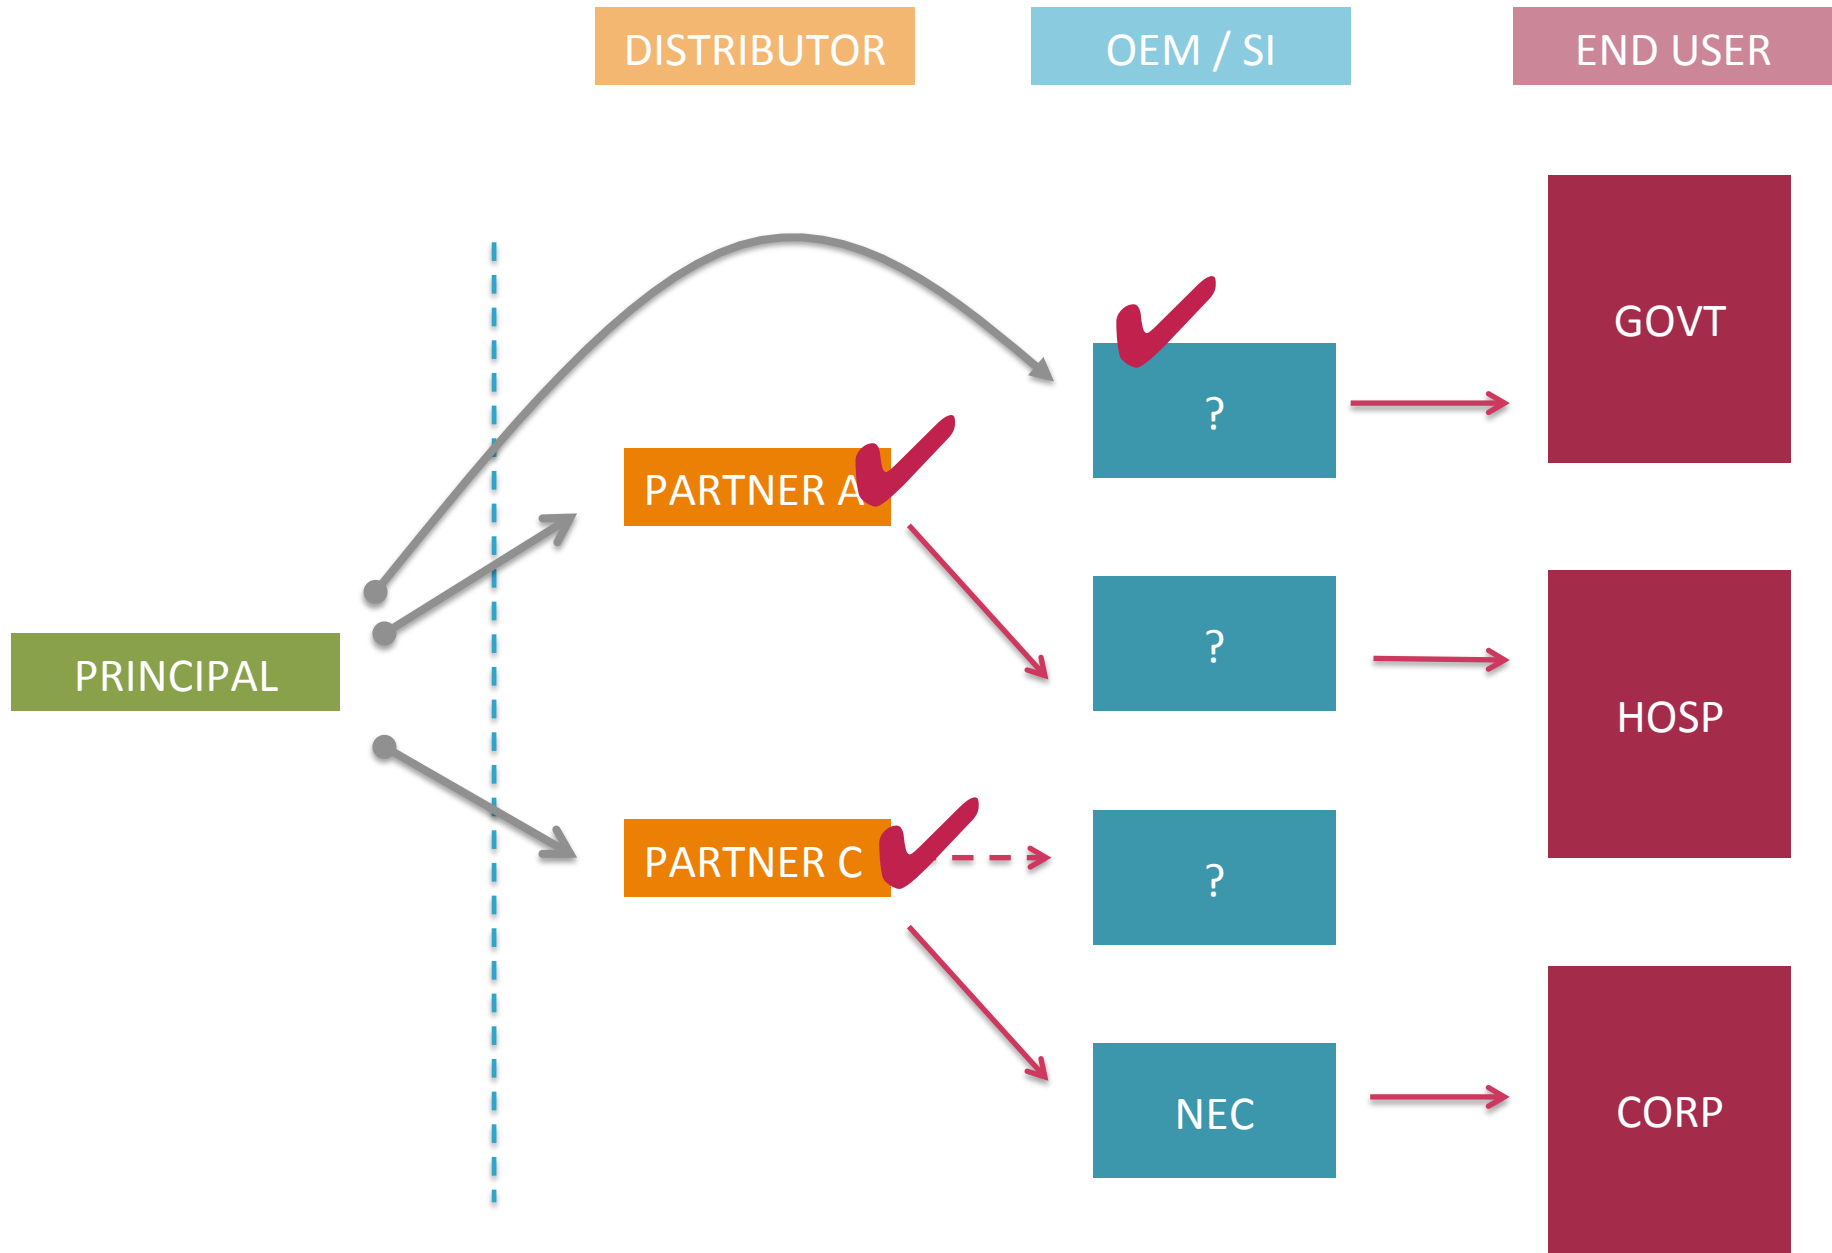 DISTRIBUTOR
OEM / SI
END USER
GOVT
?
PARTNER A
?
PRINCIPAL
HOSP
PARTNER C
?
NEC
CORP